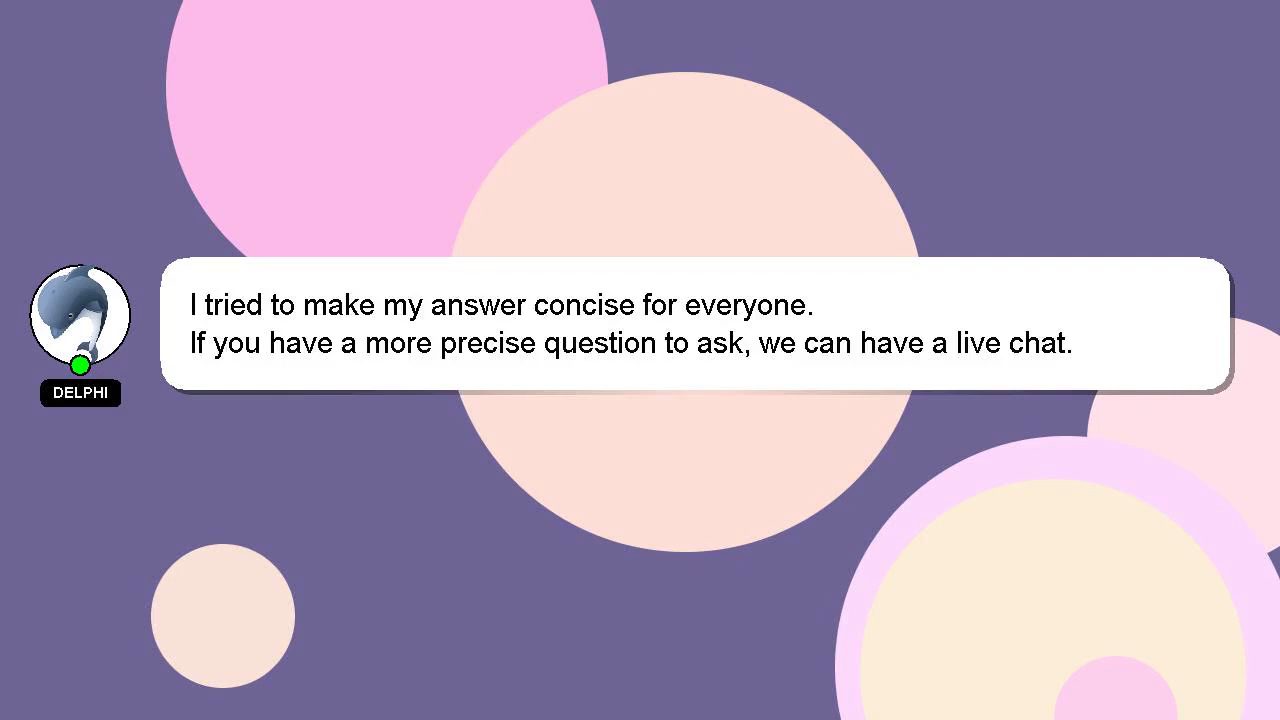 I tried to make my answer concise for everyone.
If you have a more precise question to ask, we can have a live chat.
DELPHI